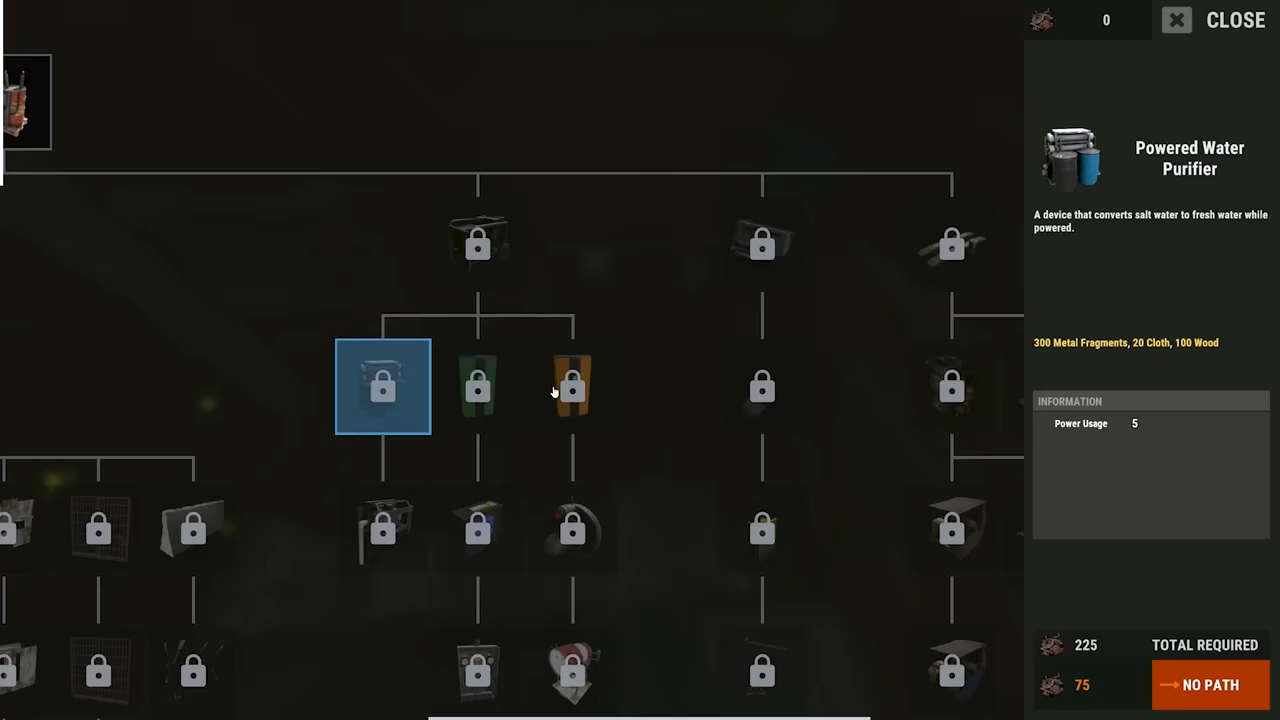 0
CLOSE
Powered Water
Purifier
A device that converts salt water to fresh water while
powered.
300 Metal Fragments, 20 Cloth, 100 Wood
INFORMATION
Power Usage 5
225 TOTAL REQUIRED
75 NO PATH